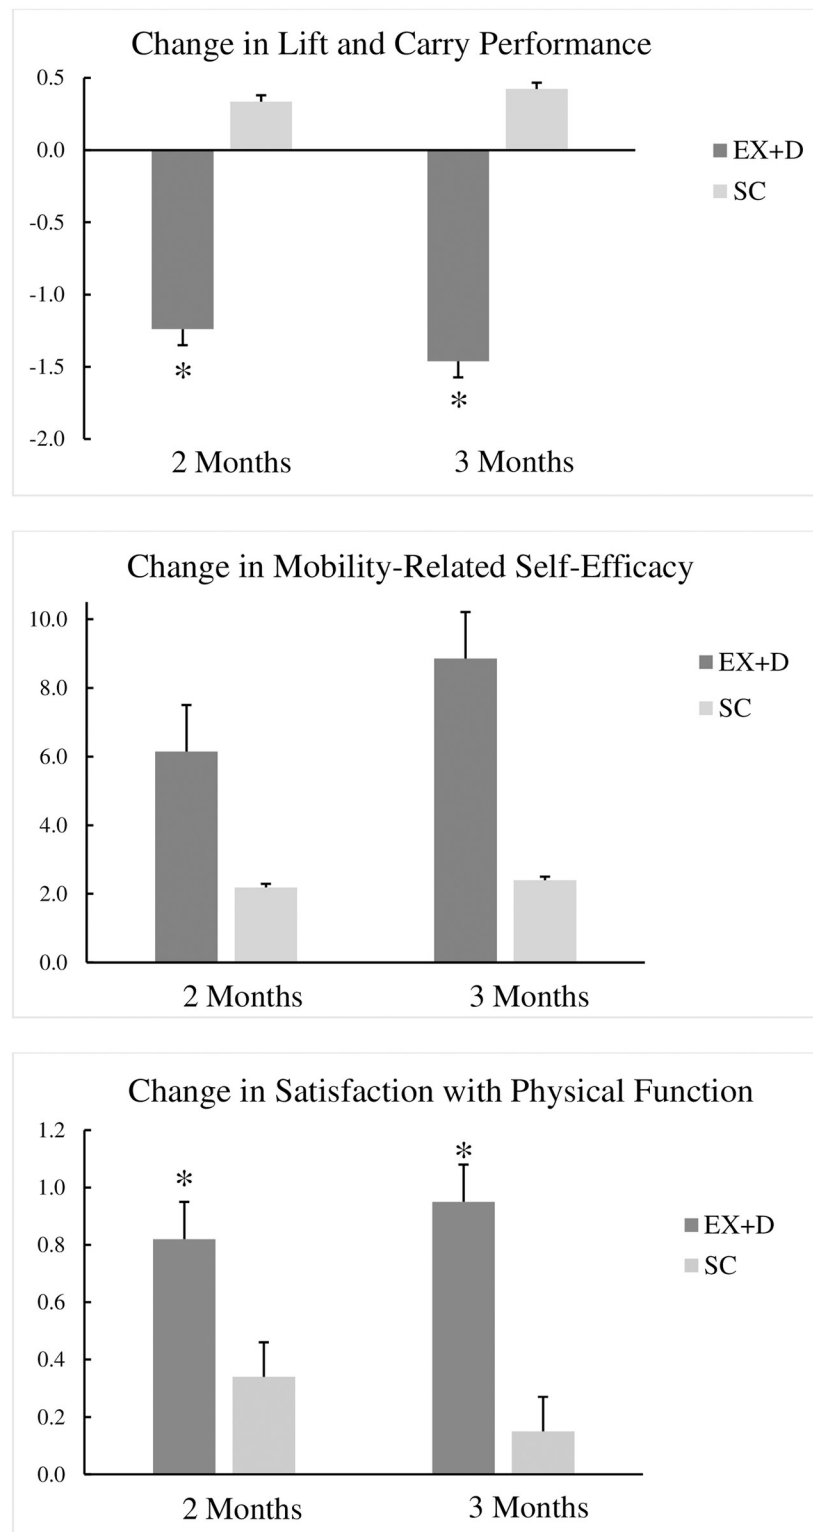 Change in Lift and Carry Performance
0.5
0.0
-0.5
-1.0
-1.5
-2.0
*
*
2 Months
3 Months
EX+D
SC
Change in Mobility-Related Self-Efficacy
10.0
8.0
6.0
4.0
2.0
0.0
2 Months
3 Months
EX+D
SC
Change in Satisfaction with Physical Function
1.2
1.0
0.8
0.6
0.4
0.2
0.0
*
*
2 Months
3 Months
EX+D
SC